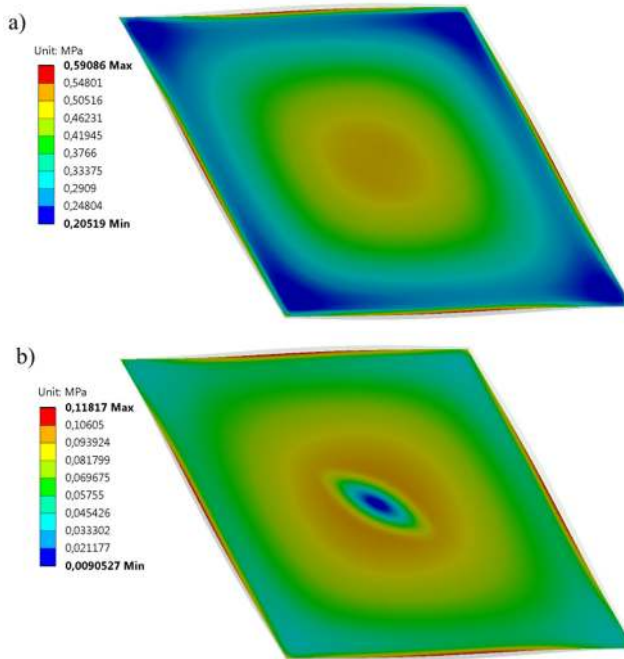 a)
Unit: MPa
0,59086 Max
0,54801
0,50516
0,46231
0,41945
0,3766
0,33375
0,2909
0,24804
0,20519 Min
b)
Unit: MPa
0,11817 Max
0,10605
0,093924
0,081799
0,069675
0,05755
0,045426
0,033302
0,021177
0,0090527 Min